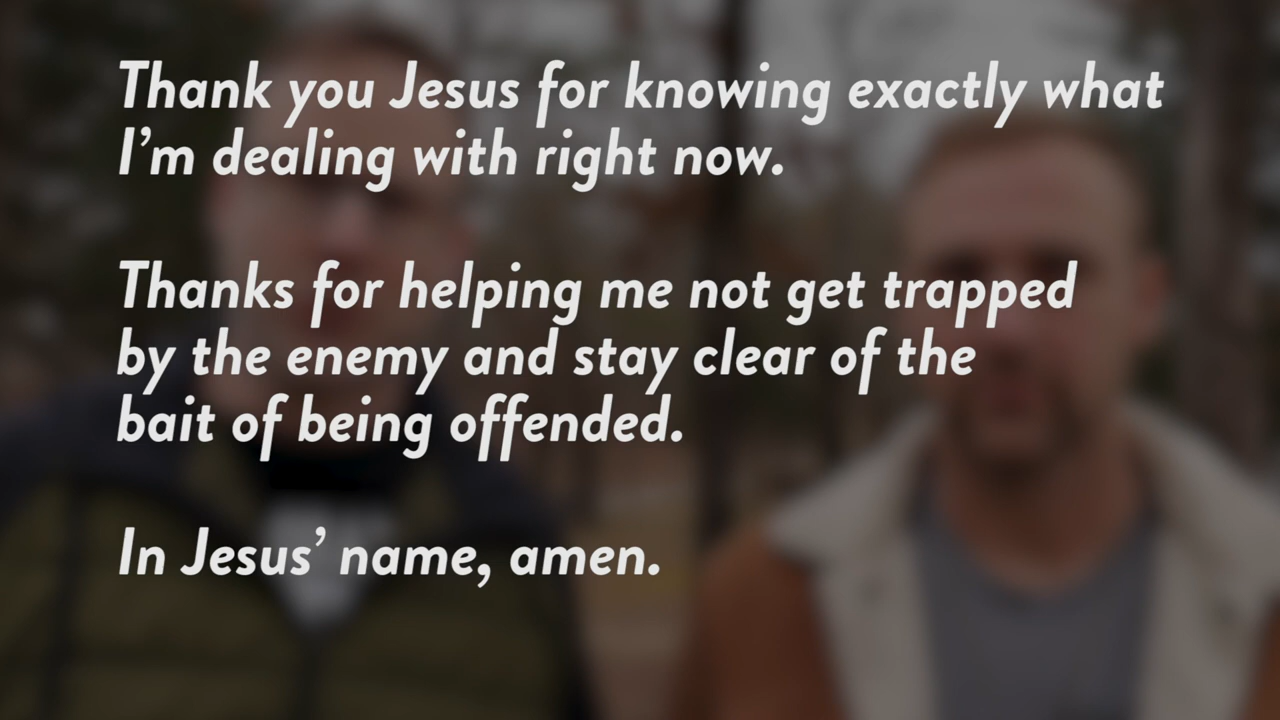 Thank you Jesus for knowing exactly what
I’m dealing with right now.
Thanks for helping me not get trapped
by the enemy and stay clear of the
bait of being offended.
In Jesus’ name, amen.